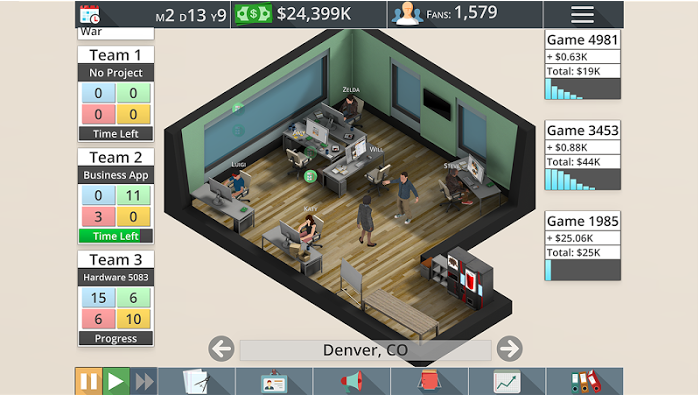 M2 D13 Y9
$24,399K
FANS: 1,579
War
Team 1
No Project
0 0
0 0
Time Left
Team 2
Business App
0 11
3 0
Time Left
Team 3
Hardware 5083
15 6
6 10
Progress
ZELDA
WILL
LUIGI
STEVE
KATY
Game 4981
+ $0.63K
Total: $19K
Game 3453
+ $0.88K
Total: $44K
Game 1985
+ $25.06K
Total: $25K
Denver, CO